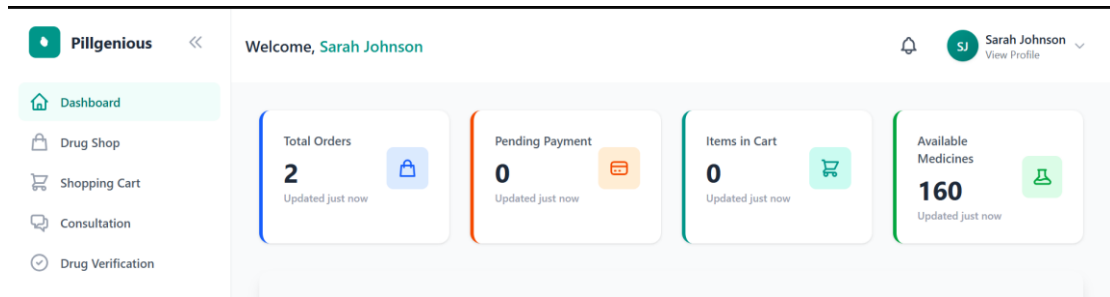 Pillgenious
Welcome, Sarah Johnson
SJ
Sarah Johnson
View Profile
Dashboard
Drug Shop
Shopping Cart
Consultation
Drug Verification
Total Orders
2
Updated just now
Pending Payment
0
Updated just now
Items in Cart
0
Updated just now
Available
Medicines
160
Updated just now